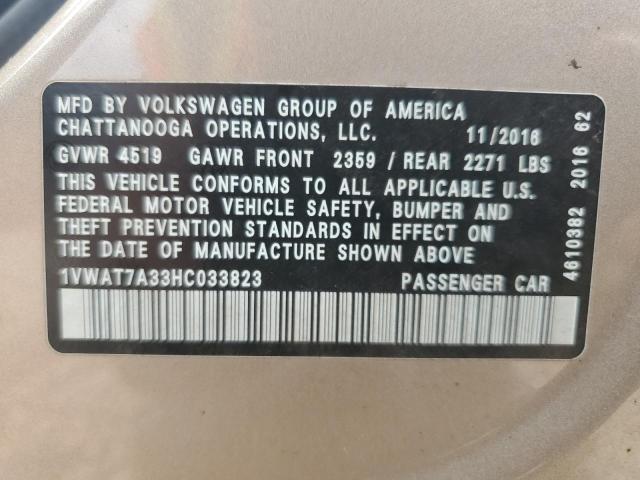 MFD BY VOLKSWAGEN GROUP OF AMERICA
CHATTANOOGA OPERATIONS, LLC. 11/2016
GVWR 4519 GAWR FRONT 2359 / REAR 2271 LBS
THIS VEHICLE CONFORMS TO ALL APPLICABLE U.S.
FEDERAL MOTOR VEHICLE SAFETY, BUMPER AND
THEFT PREVENTION STANDARDS IN EFFECT ON
THE DATE OF MANUFACTURE SHOWN ABOVE
1VWAT7A33HC033823 PASSENGER CAR
4610382 2016 62